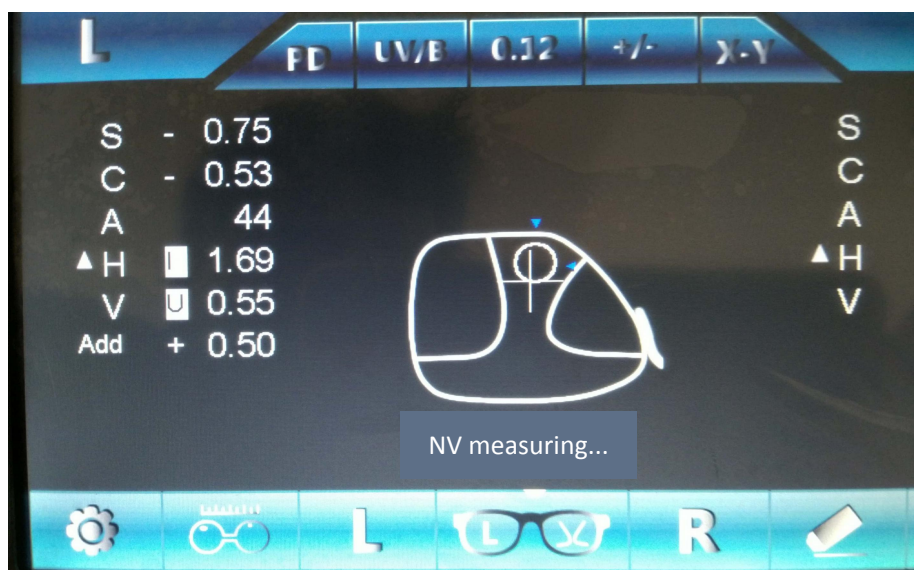 L PD UV/B 0.12 +/- X-Y
S - 0.75
C - 0.53
A 44
H I 1.69
V U 0.55
Add + 0.50
S
C
A
H
V
NV measuring...
L L R